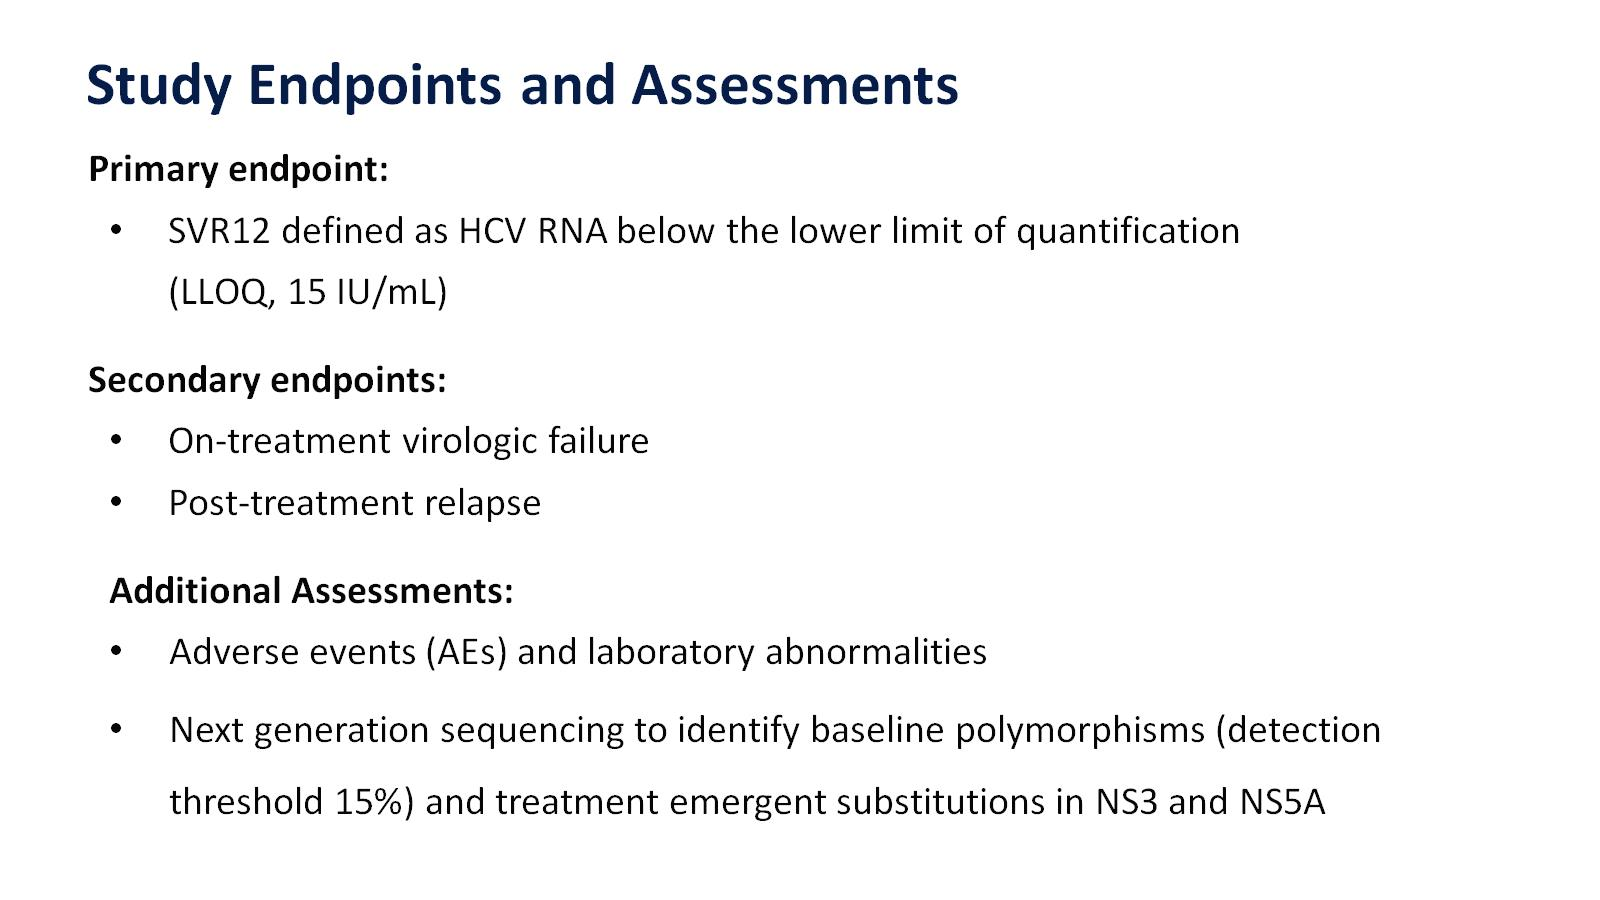 Study Endpoints and Assessments
Primary endpoint:
• SVR12 defined as HCV RNA below the lower limit of quantification
(LLOQ, 15 IU/mL)
Secondary endpoints:
• On-treatment virologic failure
• Post-treatment relapse
Additional Assessments:
• Adverse events (AEs) and laboratory abnormalities
• Next generation sequencing to identify baseline polymorphisms (detection
threshold 15%) and treatment emergent substitutions in NS3 and NS5A